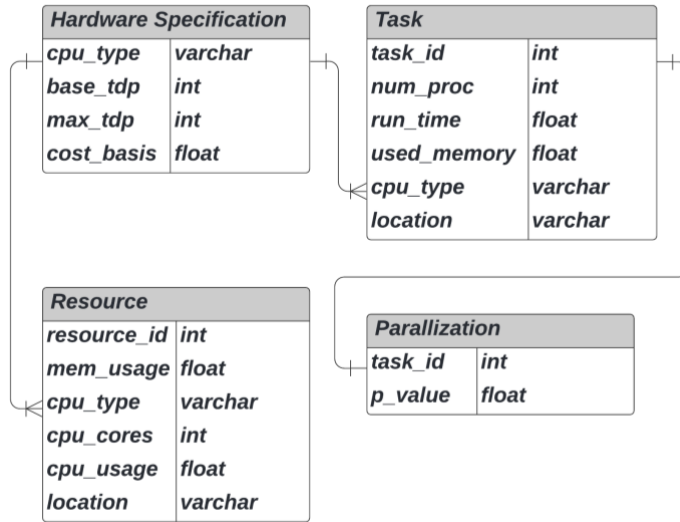 Hardware Specification
cpu_type varchar
base_tdp int
max_tdp int
cost_basis float
Task
task_id int
num_proc int
run_time float
used_memory float
cpu_type varchar
location varchar
Resource
resource_id int
mem_usage float
cpu_type varchar
cpu_cores int
cpu_usage float
location varchar
Parallization
task_id int
p_value float